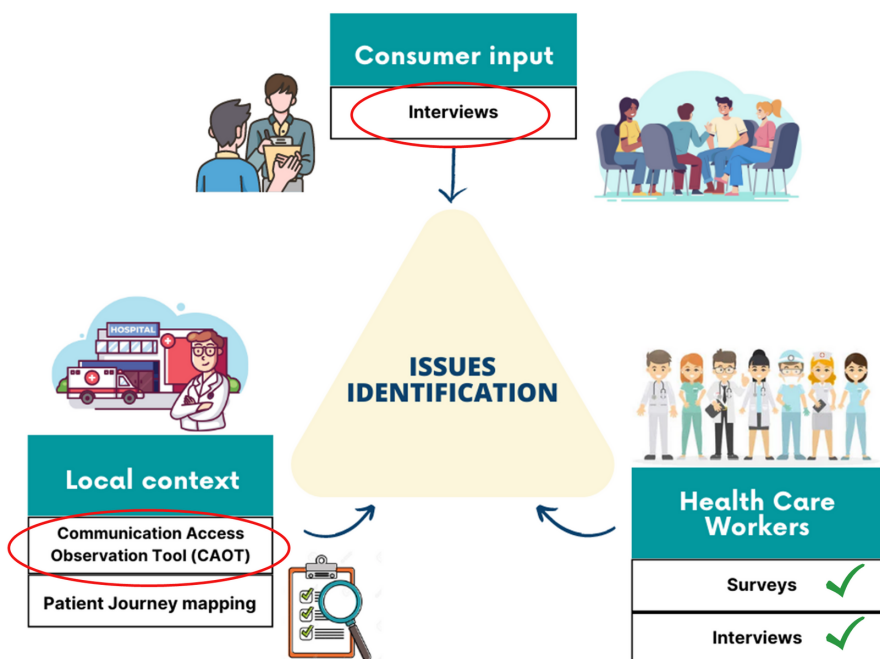 Consumer input
Interviews
HOSPITAL
ISSUES
IDENTIFICATION
Local context
Communication Access
Observation Tool (CAOT)
Patient Journey mapping
Health Care
Workers
Surveys
Interviews